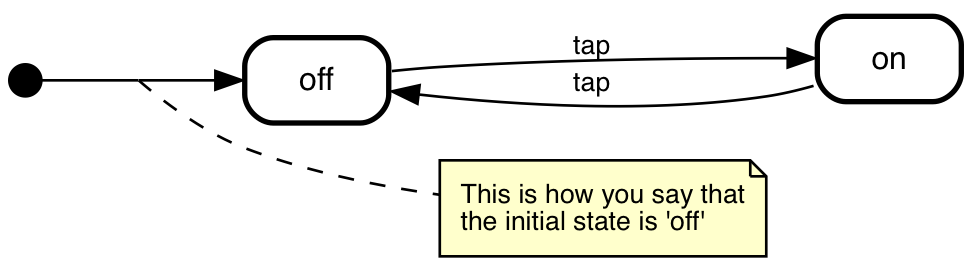 off
tap
tap
on
This is how you say that
the initial state is 'off'